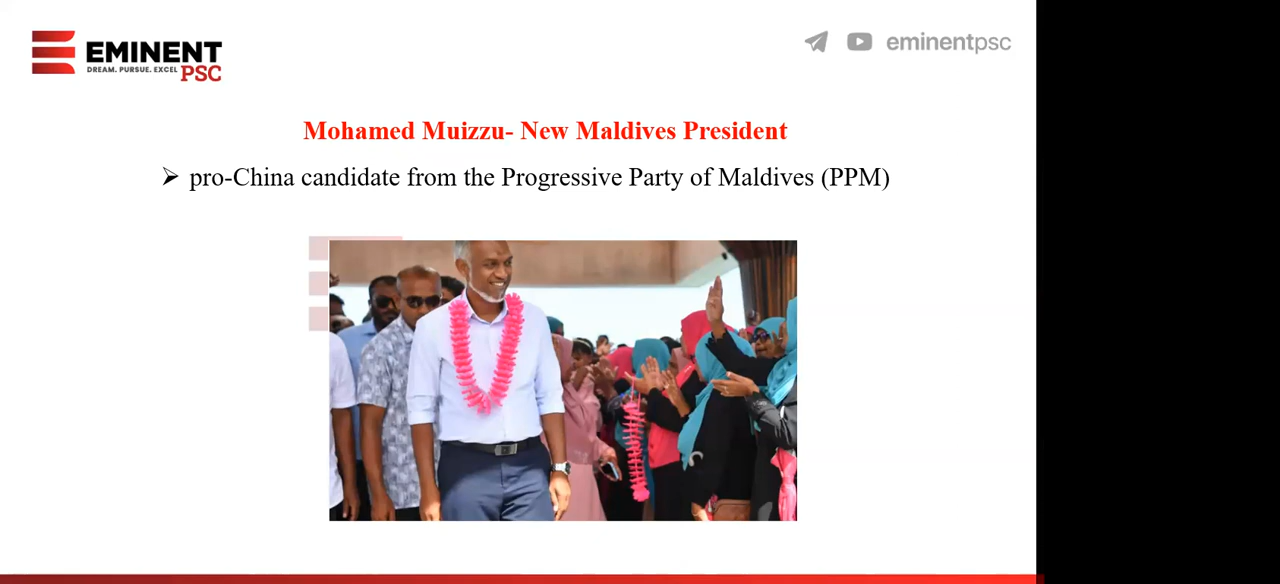 EMINENT
DREAM. PURSUE. EXCEL PSC
eminentpsc
Mohamed Muizzu- New Maldives President
➢ pro-China candidate from the Progressive Party of Maldives (PPM)